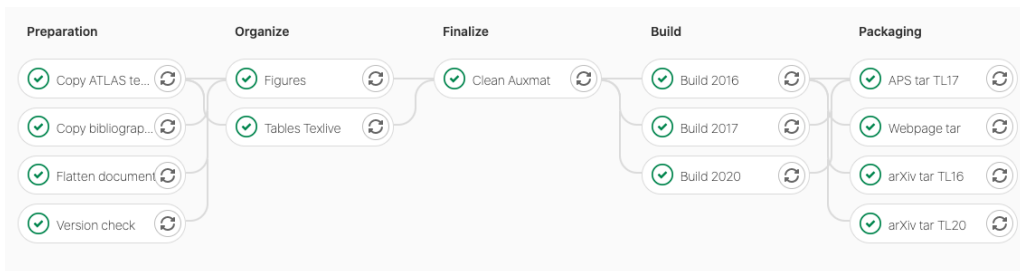 Preparation
Organize
Finalize
Build
Packaging
Copy ATLAS te...
Figures
Clean Auxmat
Build 2016
APS tar TL17
Copy bibliograp...
Tables Texlive
Build 2017
Webpage tar
Flatten document
Build 2020
arXiv tar TL16
Version check
arXiv tar TL20